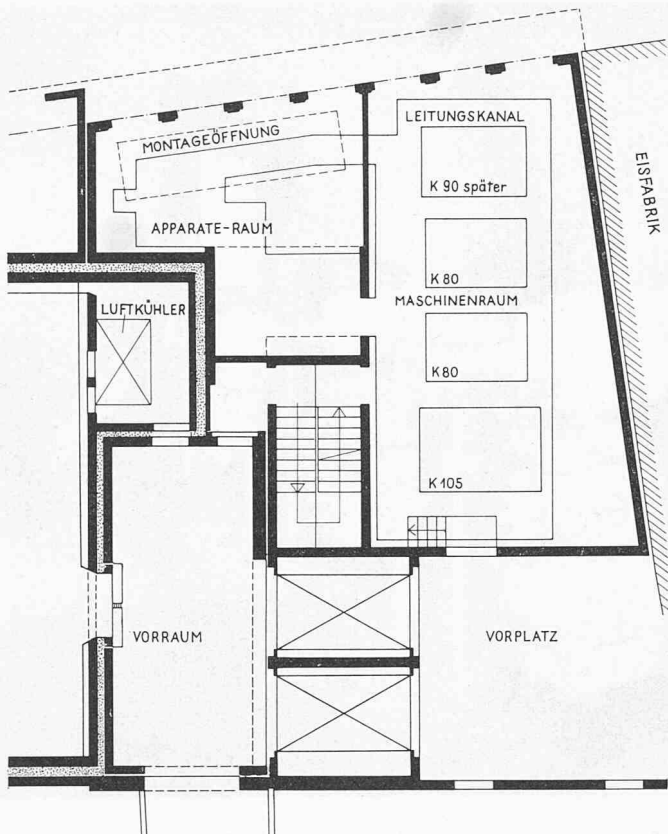 MONTAGEÖFFNUNG
LEITUNGSKANAL
K 90 später
EISFABRIK
APPARATE-RAUM
K 80
MASCHINENRAUM
LUFTKÜHLER
K 80
K 105
VORRAUM
VORPLATZ